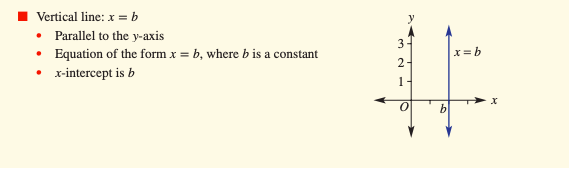 Vertical line: x = b
• Parallel to the y-axis
• Equation of the form x = b, where b is a constant
• x-intercept is b
y
3
x = b
2
1
x
O
b